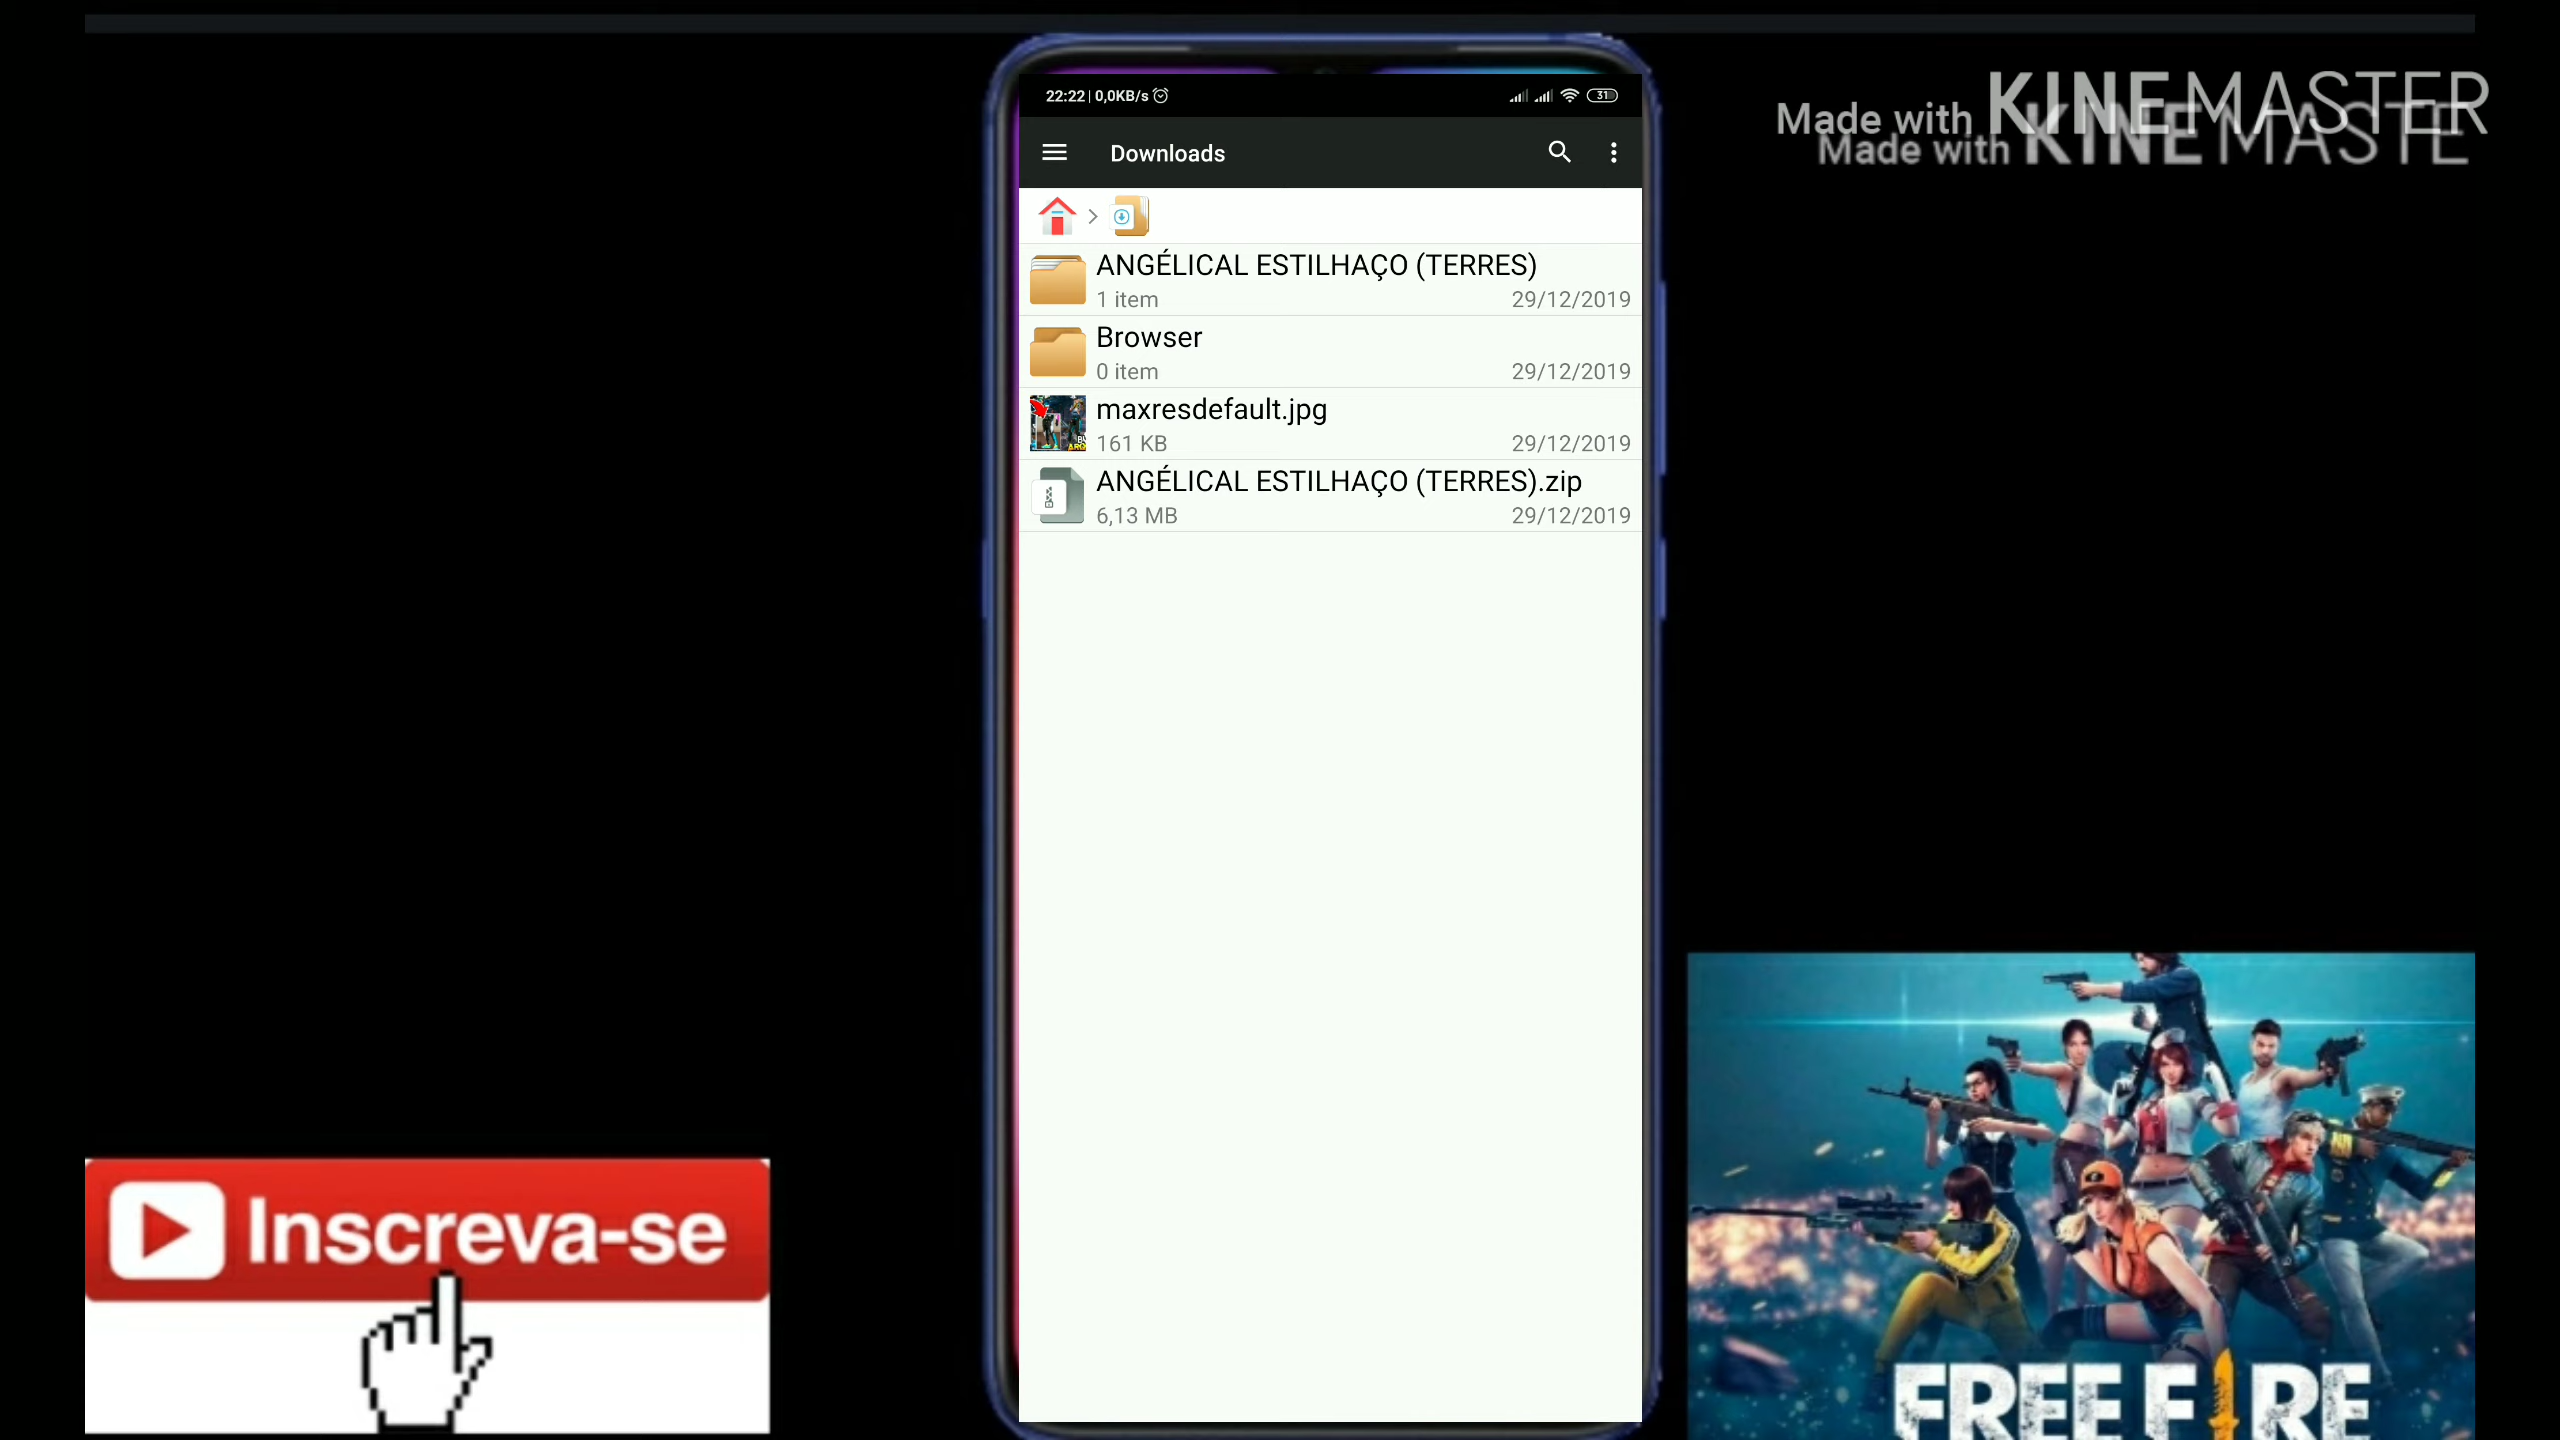 Made with KINEMASTER
Made with KINEMASTE
22:22 | 0,0KB/s
31
Downloads
ANGÉLICAL ESTILHAÇO (TERRES)
1 item 29/12/2019
Browser
0 item 29/12/2019
maxresdefault.jpg
161 KB 29/12/2019
ANGÉLICAL ESTILHAÇO (TERRES).zip
6,13 MB 29/12/2019
Inscreva-se
FREE FIRE